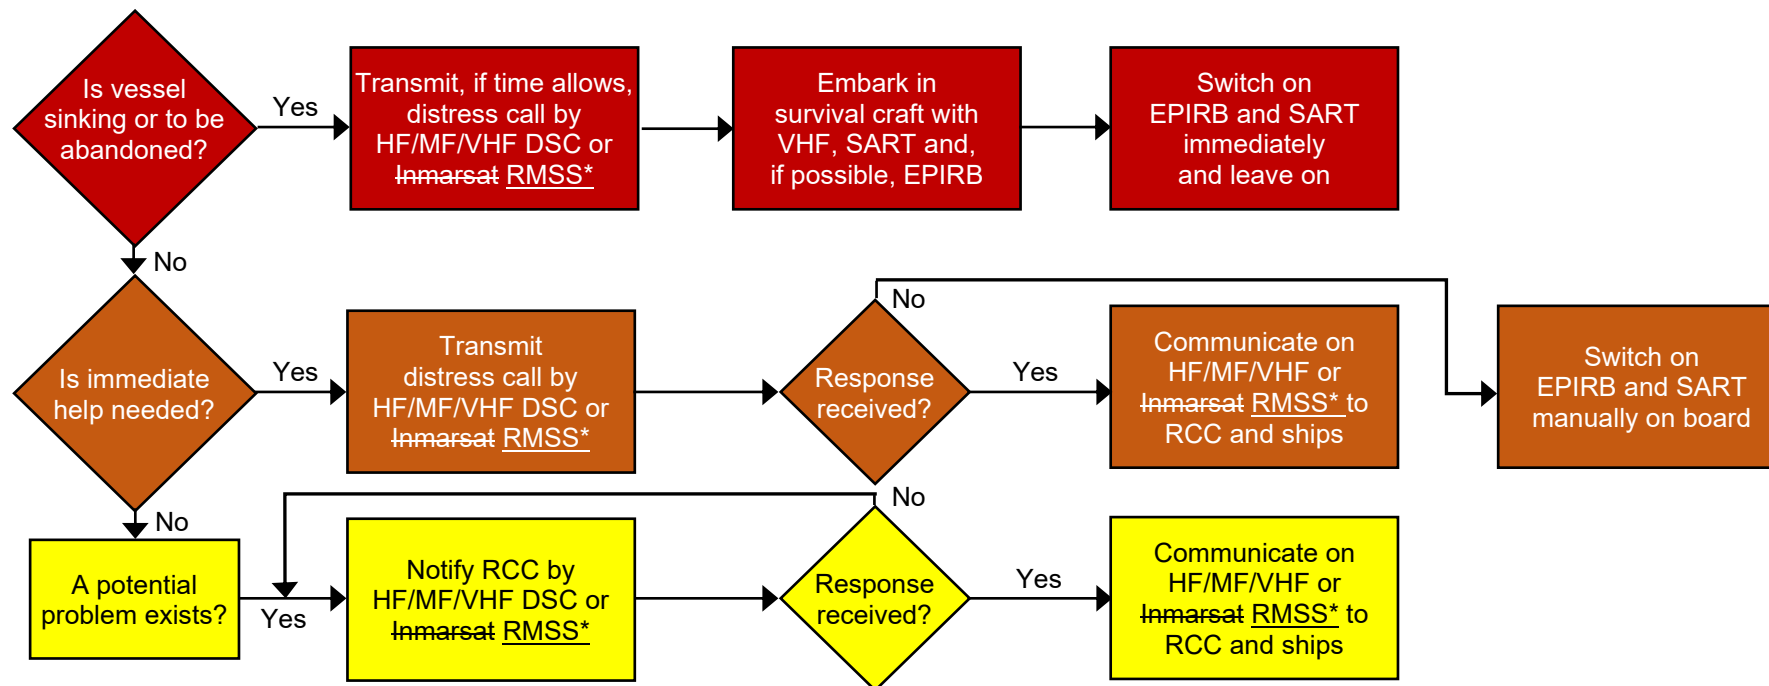 Is vessel
sinking or to be
abandoned?
Yes
Transmit, if time allows,
distress call by
HF/MF/VHF DSC or
Inmarsat RMSS*
Embark in
survival craft with
VHF, SART and,
if possible, EPIRB
Switch on
EPIRB and SART
immediately
and leave on
No
Is immediate
help needed?
Yes
Transmit
distress call by
HF/MF/VHF DSC or
Inmarsat RMSS*
Response
received?
No
Yes
Communicate on
HF/MF/VHF or
Inmarsat RMSS* to
RCC and ships
Switch on
EPIRB and SART
manually on board
No
A potential
problem exists?
Yes
Notify RCC by
HF/MF/VHF DSC or
Inmarsat RMSS*
Response
received?
No
Yes
Communicate on
HF/MF/VHF or
Inmarsat RMSS* to
RCC and ships